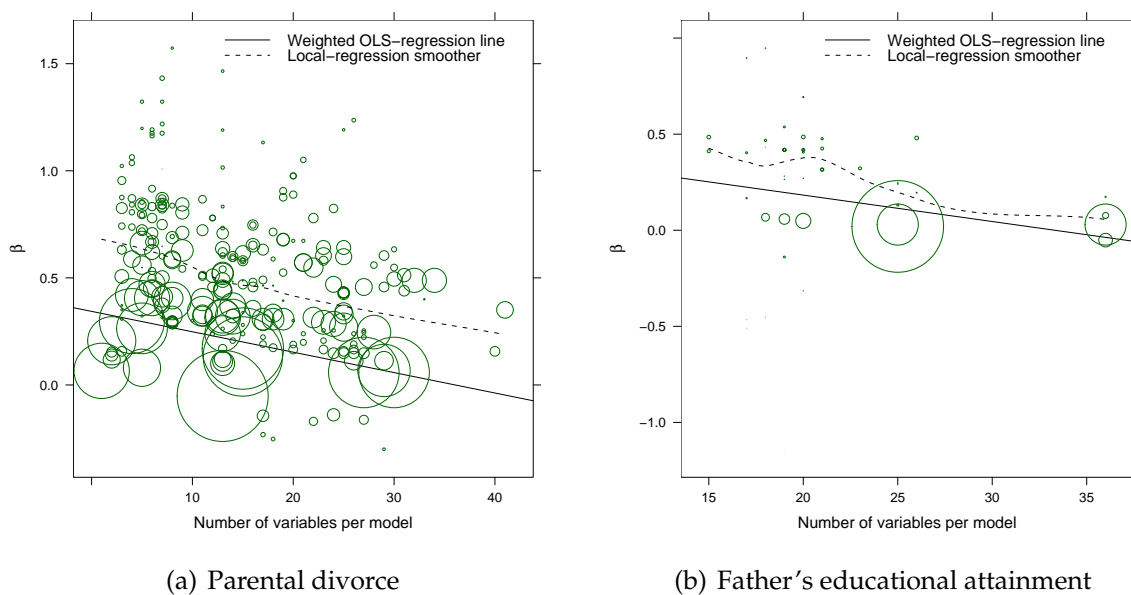 Weighted OLS−regression line
Local−regression smoother
1.5
1.0
0.5
0.0
β
10
20
30
40
Number of variables per model
(a) Parental divorce
Weighted OLS−regression line
Local−regression smoother
0.5
0.0
−0.5
−1.0
β
15
20
25
30
35
Number of variables per model
(b) Father’s educational attainment